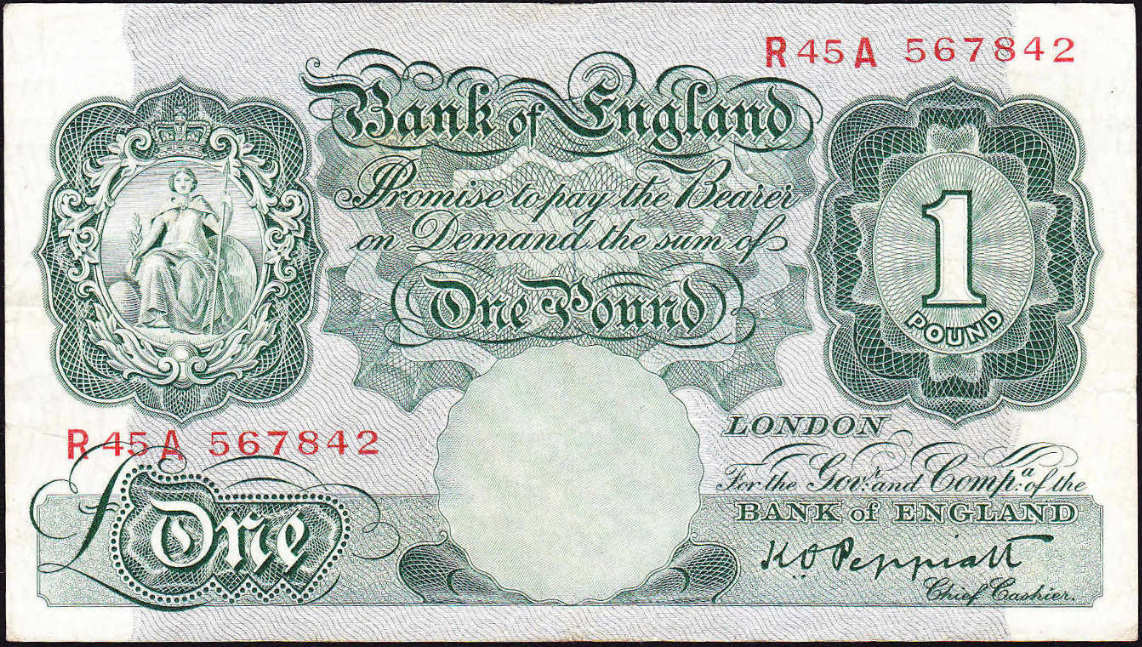 R45A 567842
Bank of England
Promise to pay the Bearer
on Demand the sum of
One Pound
1
POUND
R45A 567842
£One
LONDON
For the Govr. and Compa. of the
BANK of ENGLAND
K O Peppiatt
Chief Cashier.